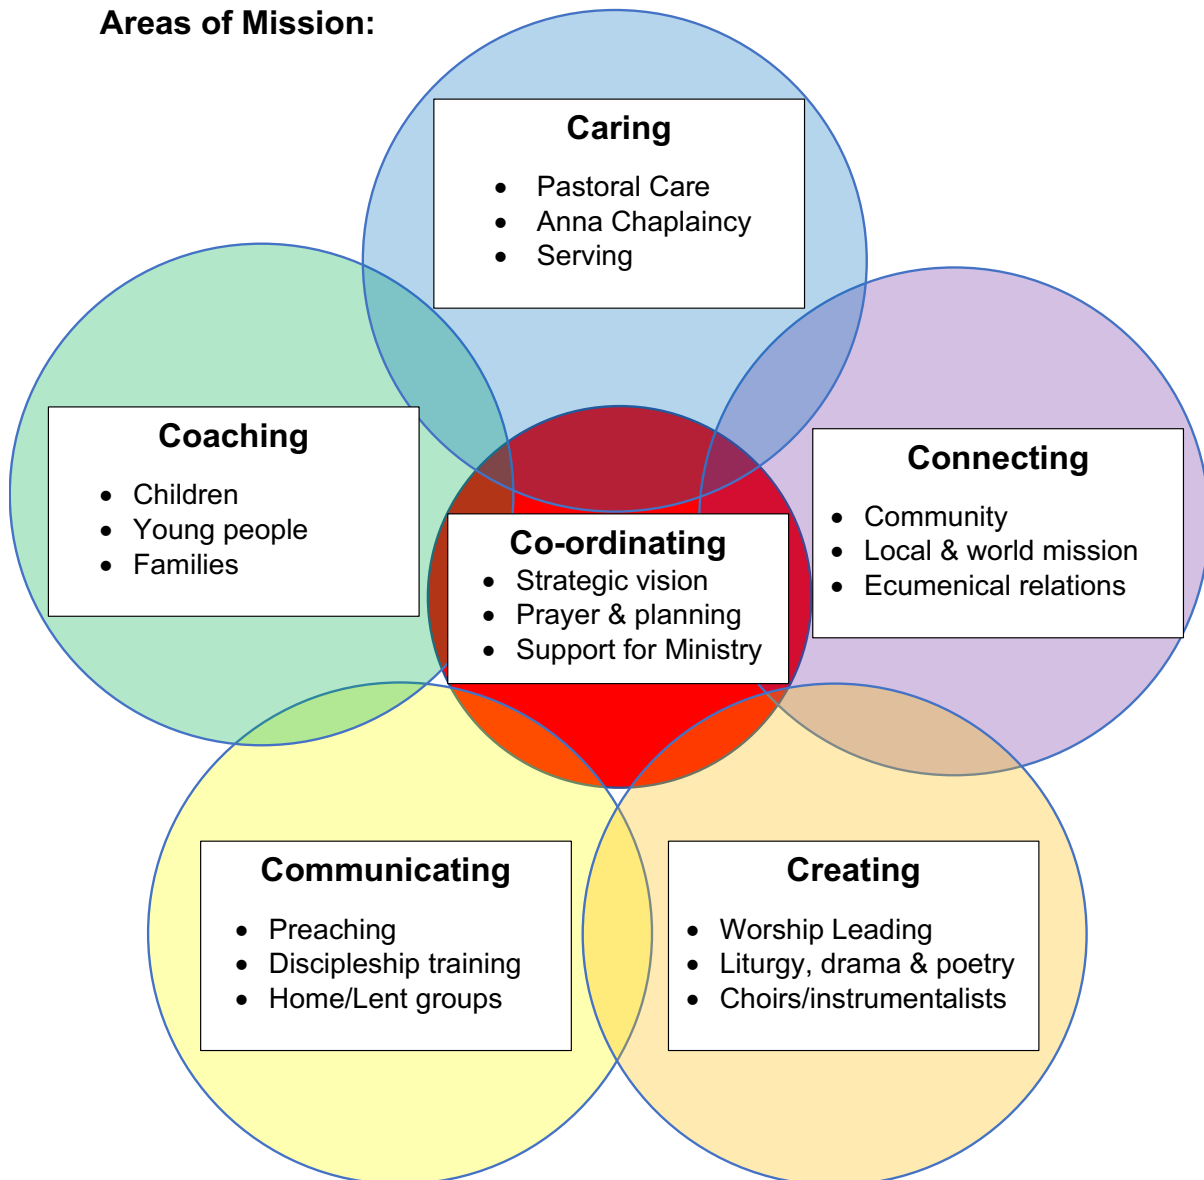 Areas of Mission:
Caring
• Pastoral Care
• Anna Chaplaincy
• Serving
Coaching
• Children
• Young people
• Families
Connecting
• Community
• Local & world mission
• Ecumenical relations
Co-ordinating
• Strategic vision
• Prayer & planning
• Support for Ministry
Communicating
• Preaching
• Discipleship training
• Home/Lent groups
Creating
• Worship Leading
• Liturgy, drama & poetry
• Choirs/instrumentalists